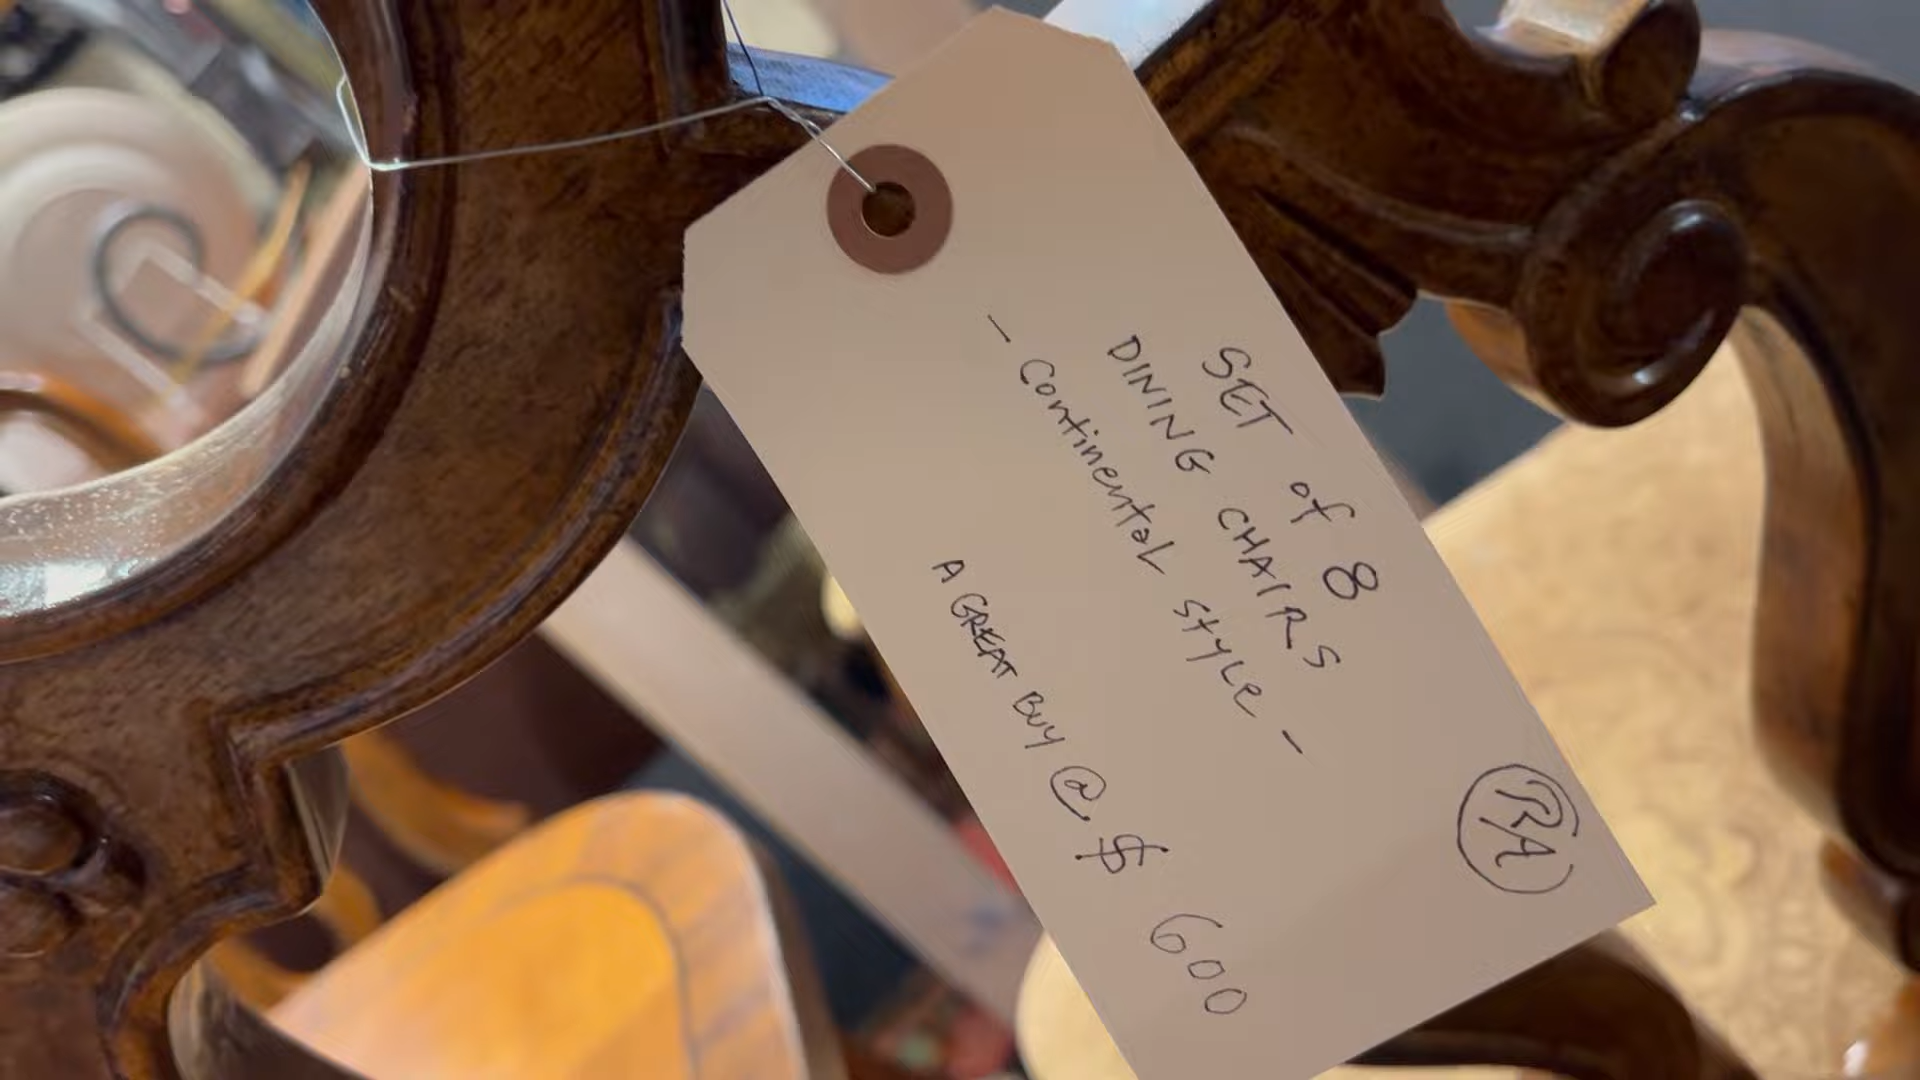 SET of 8
DINING CHAIRS
- Continental style -
A GREAT BUY @ $ 600
RA